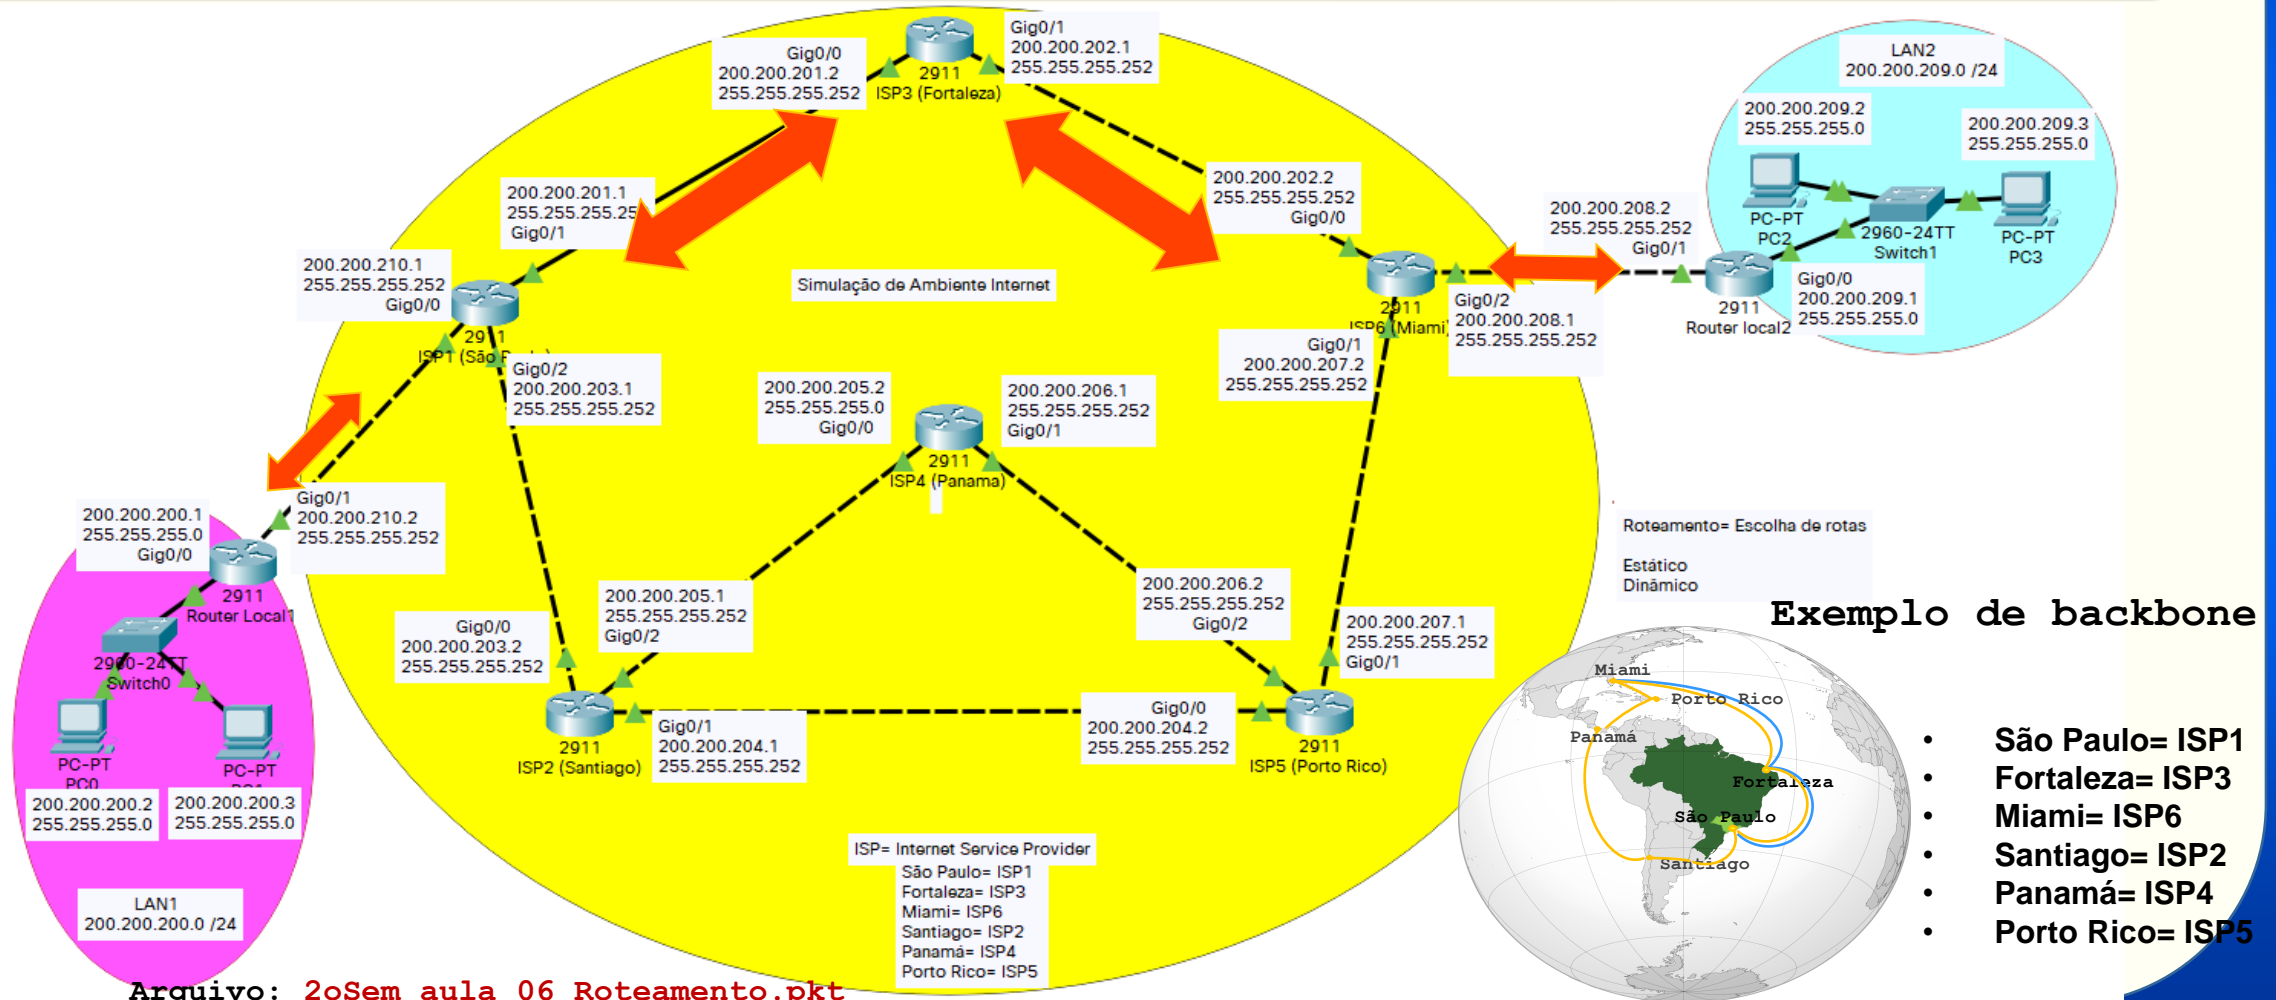 Gig0/1
200.200.202.1
255.255.255.252
Gig0/0
200.200.201.2
255.255.255.252
2911
ISP3 (Fortaleza)
LAN2
200.200.209.0 /24
200.200.209.2
255.255.255.0
200.200.209.3
255.255.255.0
PC-PT
PC2
2960-24TT
Switch1
PC-PT
PC3
200.200.201.1
255.255.255.25
Gig0/1
200.200.202.2
255.255.255.252
Gig0/0
200.200.208.2
255.255.255.252
Gig0/1
200.200.210.1
255.255.255.252
Gig0/0
Simulação de Ambiente Internet
Gig0/0
200.200.209.1
255.255.255.0
2911
Router local2
Gig0/2
200.200.208.1
255.255.255.252
2911
ISP6 (Miami)
2911
ISP1 (São
Gig0/2
200.200.203.1
255.255.255.252
Gig0/1
200.200.207.2
255.255.255.252
200.200.205.2
255.255.255.0
Gig0/0
200.200.206.1
255.255.255.252
Gig0/1
2911
ISP4 (Panama)
Gig0/1
200.200.210.2
255.255.255.252
200.200.200.1
255.255.255.0
Gig0/0
2911
Router Local1
2960-24TT
Switch0
PC-PT
PC0
PC-PT
200.200.200.2
255.255.255.0
200.200.200.3
255.255.255.0
LAN1
200.200.200.0 /24
Gig0/0
200.200.203.2
255.255.255.252
200.200.205.1
255.255.255.252
Gig0/2
200.200.206.2
255.255.255.252
Gig0/2
200.200.207.1
255.255.255.252
Gig0/1
2911
ISP2 (Santiago)
Gig0/1
200.200.204.1
255.255.255.252
Gig0/0
200.200.204.2
255.255.255.252
2911
ISP5 (Porto Rico)
ISP= Internet Service Provider
São Paulo= ISP1
Fortaleza= ISP3
Miami= ISP6
Santiago= ISP2
Panamá= ISP4
Porto Rico= ISP5
Roteamento= Escolha de rotas
Estático
Dinâmico
Exemplo de backbone
Miami
Porto Rico
Panamá
Fortaleza
São Paulo
Santiago
• São Paulo= ISP1
• Fortaleza= ISP3
• Miami= ISP6
• Santiago= ISP2
• Panamá= ISP4
• Porto Rico= ISP5
Arquivo: 2oSem aula 06 Roteamento.pkt